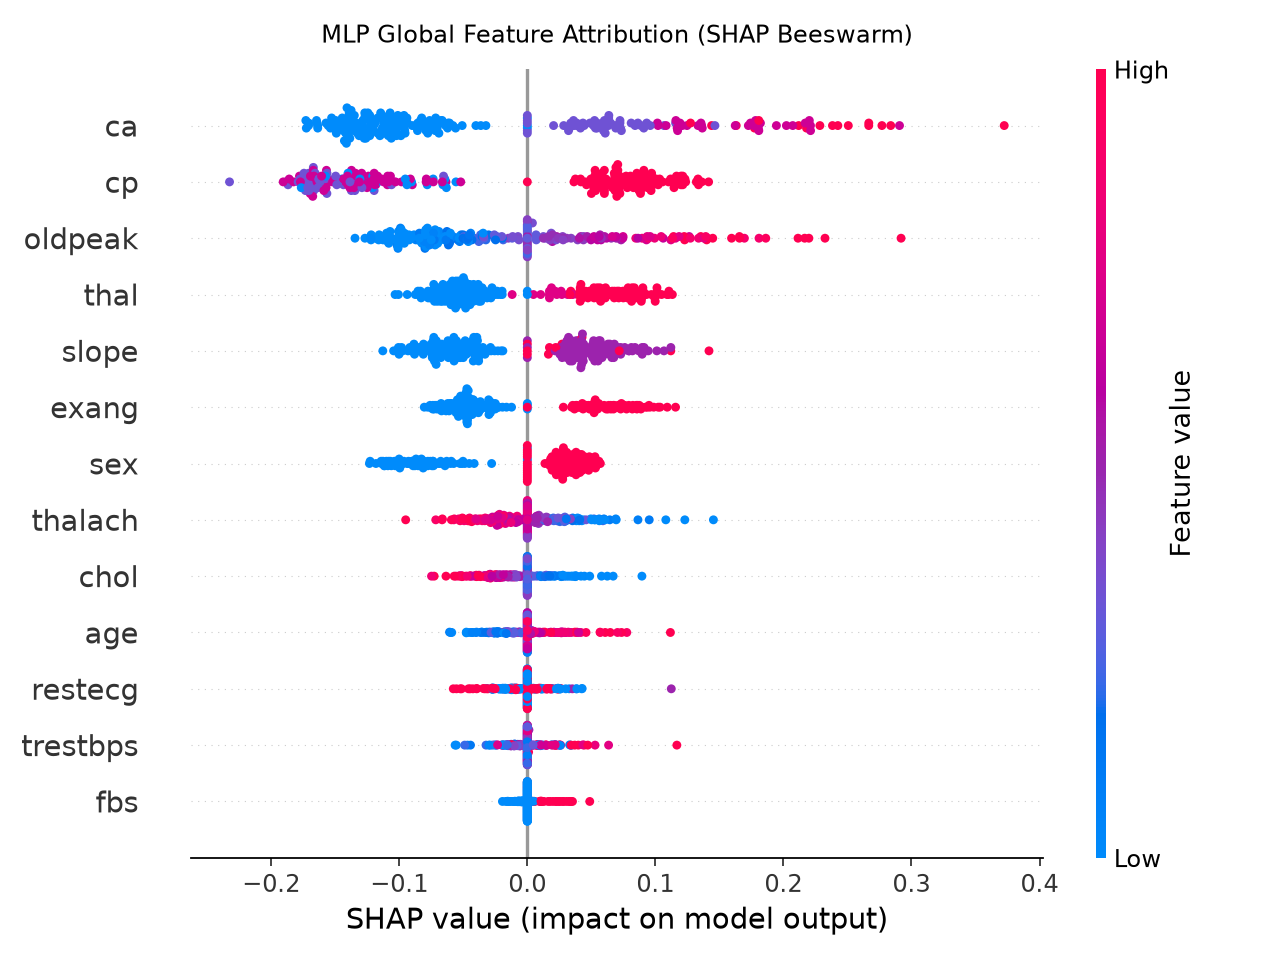 MLP Global Feature Attribution (SHAP Beeswarm)
High
ca
cp
oldpeak
thal
slope
exang
sex
thalach
chol
age
restecg
trestbps
fbs
Feature value
Low
−0.2 −0.1 0.0 0.1 0.2 0.3 0.4
SHAP value (impact on model output)